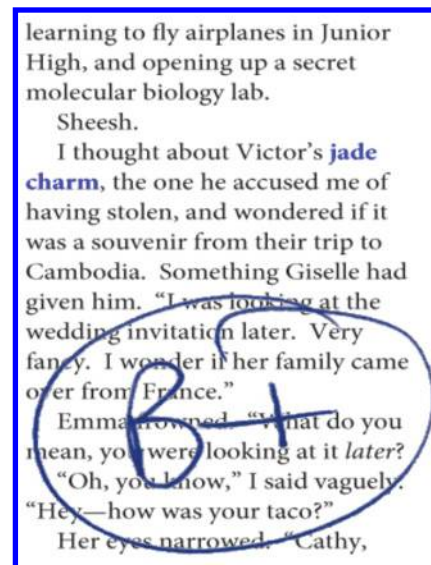 learning to fly airplanes in Junior
High, and opening up a secret
molecular biology lab.
Sheesh.
I thought about Victor's jade
charm, the one he accused me of
having stolen, and wondered if it
was a souvenir from their trip to
Cambodia.  Something Giselle had
given him.  “I was looking at the
wedding invitation later.  Very
fancy.  I wonder if her family came
over from France.”
Emma frowned.  “What do you
mean, you were looking at it later?
“Oh, you know,” I said vaguely.
“Hey—how was your taco?”
Her eyes narrowed.  “Cathy,
B+